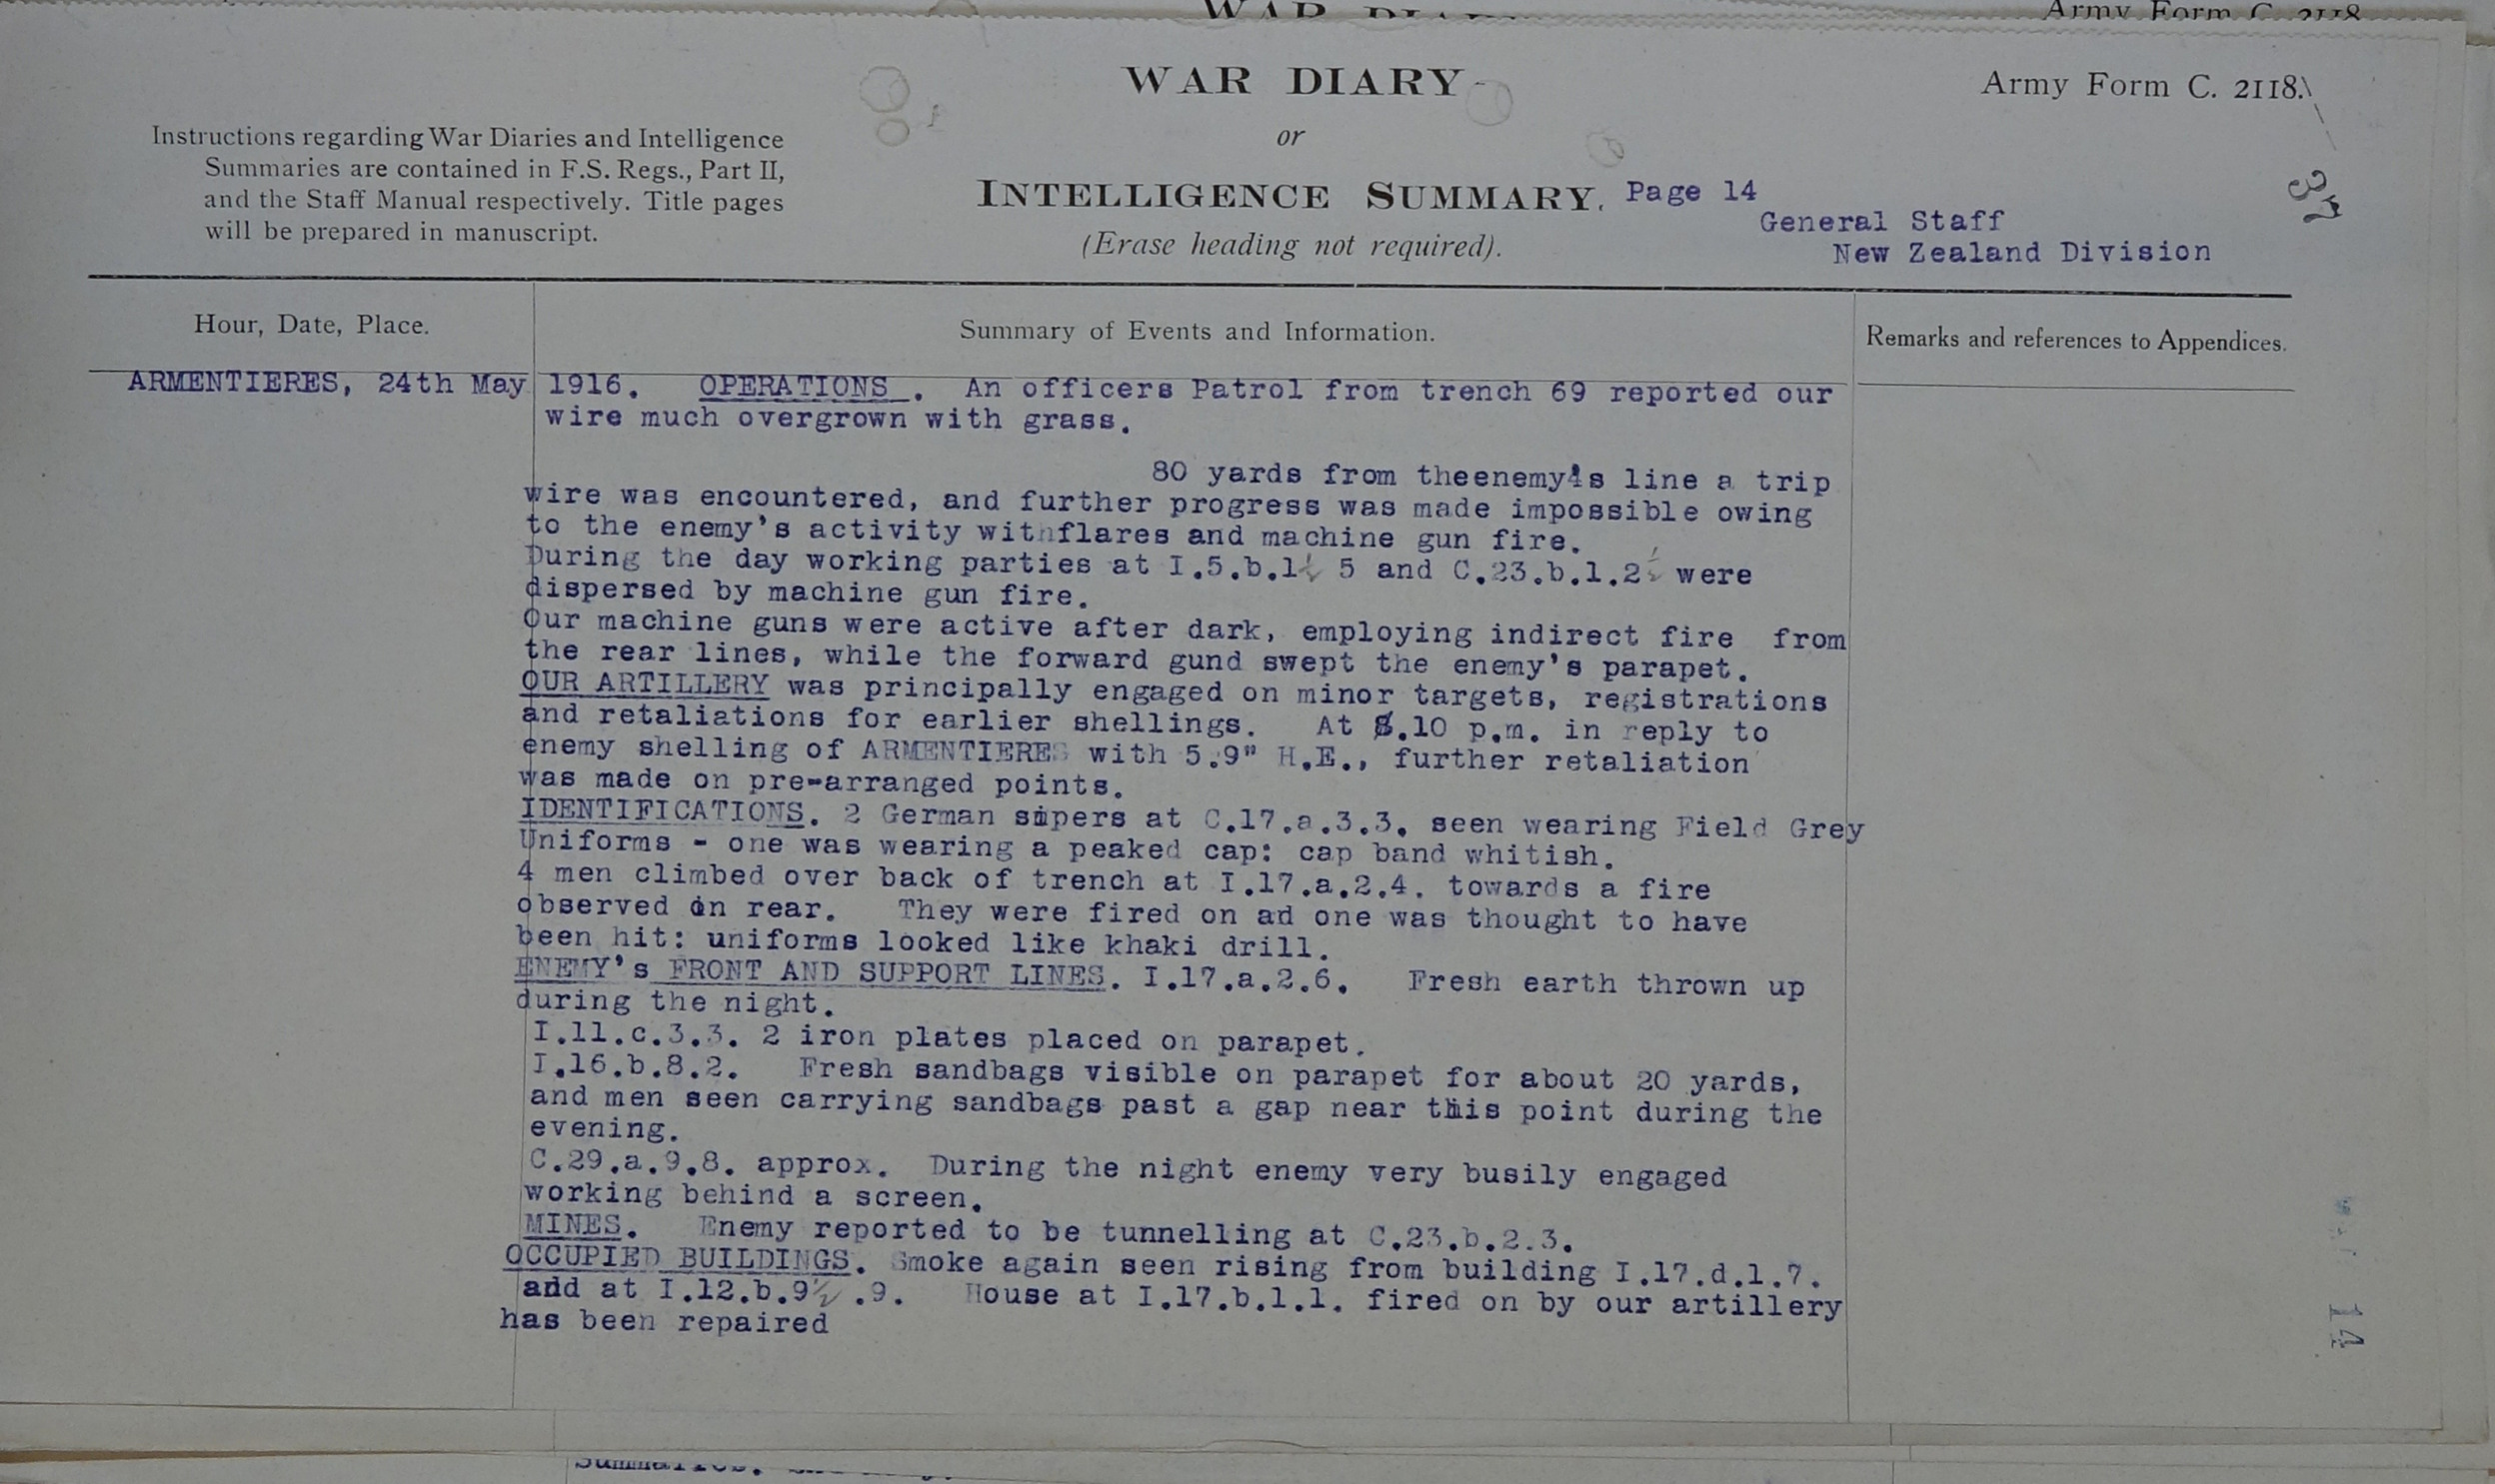 WAR DIARY
Army Form C. 2118.
or
Instructions regarding War Diaries and Intelligence
Summaries are contained in F.S. Regs., Part II,
and the Staff Manual respectively. Title pages
will be prepared in manuscript.
INTELLIGENCE SUMMARY. Page 14
General Staff
New Zealand Division
(Erase heading not required).
37
Hour, Date, Place.
Summary of Events and Information.
Remarks and references to Appendices.
ARMENTIERES, 24th May 1916. OPERATIONS. An officers Patrol from trench 69 reported our
wire much overgrown with grass.
80 yards from theenemy's line a trip
wire was encountered, and further progress was made impossible owing
to the enemy's activity withflares and machine gun fire.
During the day working parties at I.5.b.1½ 5 and C.23.b.1.2½ were
dispersed by machine gun fire.
Our machine guns were active after dark, employing indirect fire from
the rear lines, while the forward gund swept the enemy's parapet.
OUR ARTILLERY was principally engaged on minor targets, registrations
and retaliations for earlier shellings. At 8.10 p.m. in reply to
enemy shelling of ARMENTIERES with 5.9" H.E., further retaliation
was made on pre-arranged points.
IDENTIFICATIONS. 2 German sipers at C.17.a.3.3. seen wearing Field Grey
Uniforms - one was wearing a peaked cap: cap band whitish.
4 men climbed over back of trench at I.17.a.2.4. towards a fire
observed in rear. They were fired on ad one was thought to have
been hit: uniforms looked like khaki drill.
ENEMY's FRONT AND SUPPORT LINES. I.17.a.2.6. Fresh earth thrown up
during the night.
I.11.c.3.3. 2 iron plates placed on parapet.
I.16.b.8.2. Fresh sandbags visible on parapet for about 20 yards,
and men seen carrying sandbags past a gap near this point during the
evening.
C.29.a.9.8. approx. During the night enemy very busily engaged
working behind a screen.
MINES. Enemy reported to be tunnelling at C.23.b.2.3.
OCCUPIED BUILDINGS. Smoke again seen rising from building I.17.d.1.7.
and at I.12.b.9½ .9. House at I.17.b.1.1. fired on by our artillery
has been repaired
14